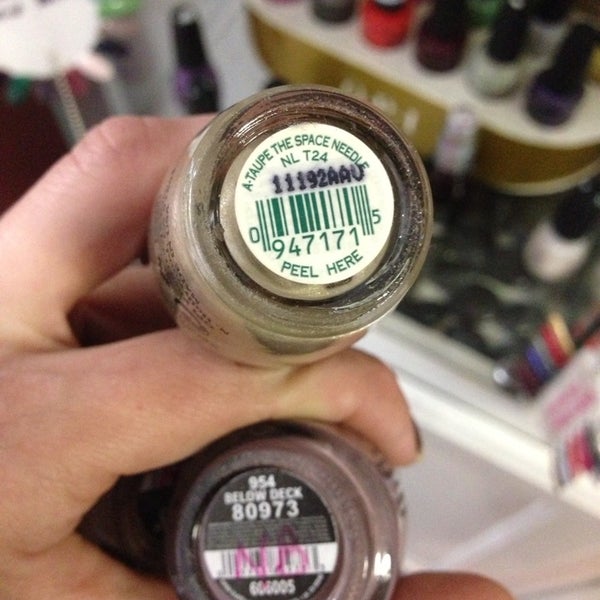 A-TAUPE THE SPACE NEEDLE
NL T24
11192AAU
0 947171 5
PEEL HERE
954
BELOW DECK
80973
606005